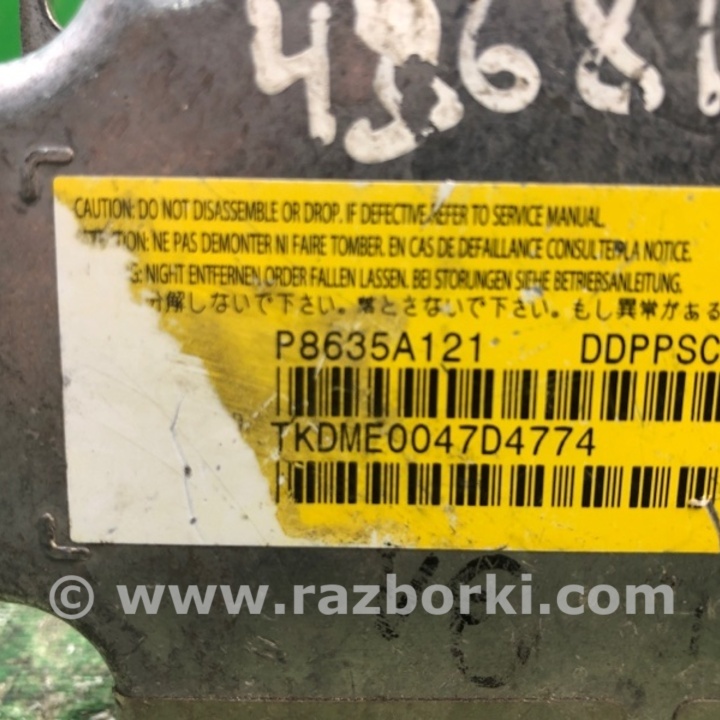 CAUTION: DO NOT DISASSEMBLE OR DROP. IF DEFECTIVE REFER TO SERVICE MANUAL.
NE PAS DEMONTER NI FAIRE TOMBER. EN CAS DE DEFAILLANCE CONSULTER LA NOTICE.
NIGHT ENTFERNEN ORDER FALLEN LASSEN. BEI STORUNGEN SIEHE BETRIEBSANLEITUNG.
分解しないで下さい。落とさないで下さい。もし異常がある
P8635A121 DDPPSC
TKDME0047D4774
© www.razborki.com